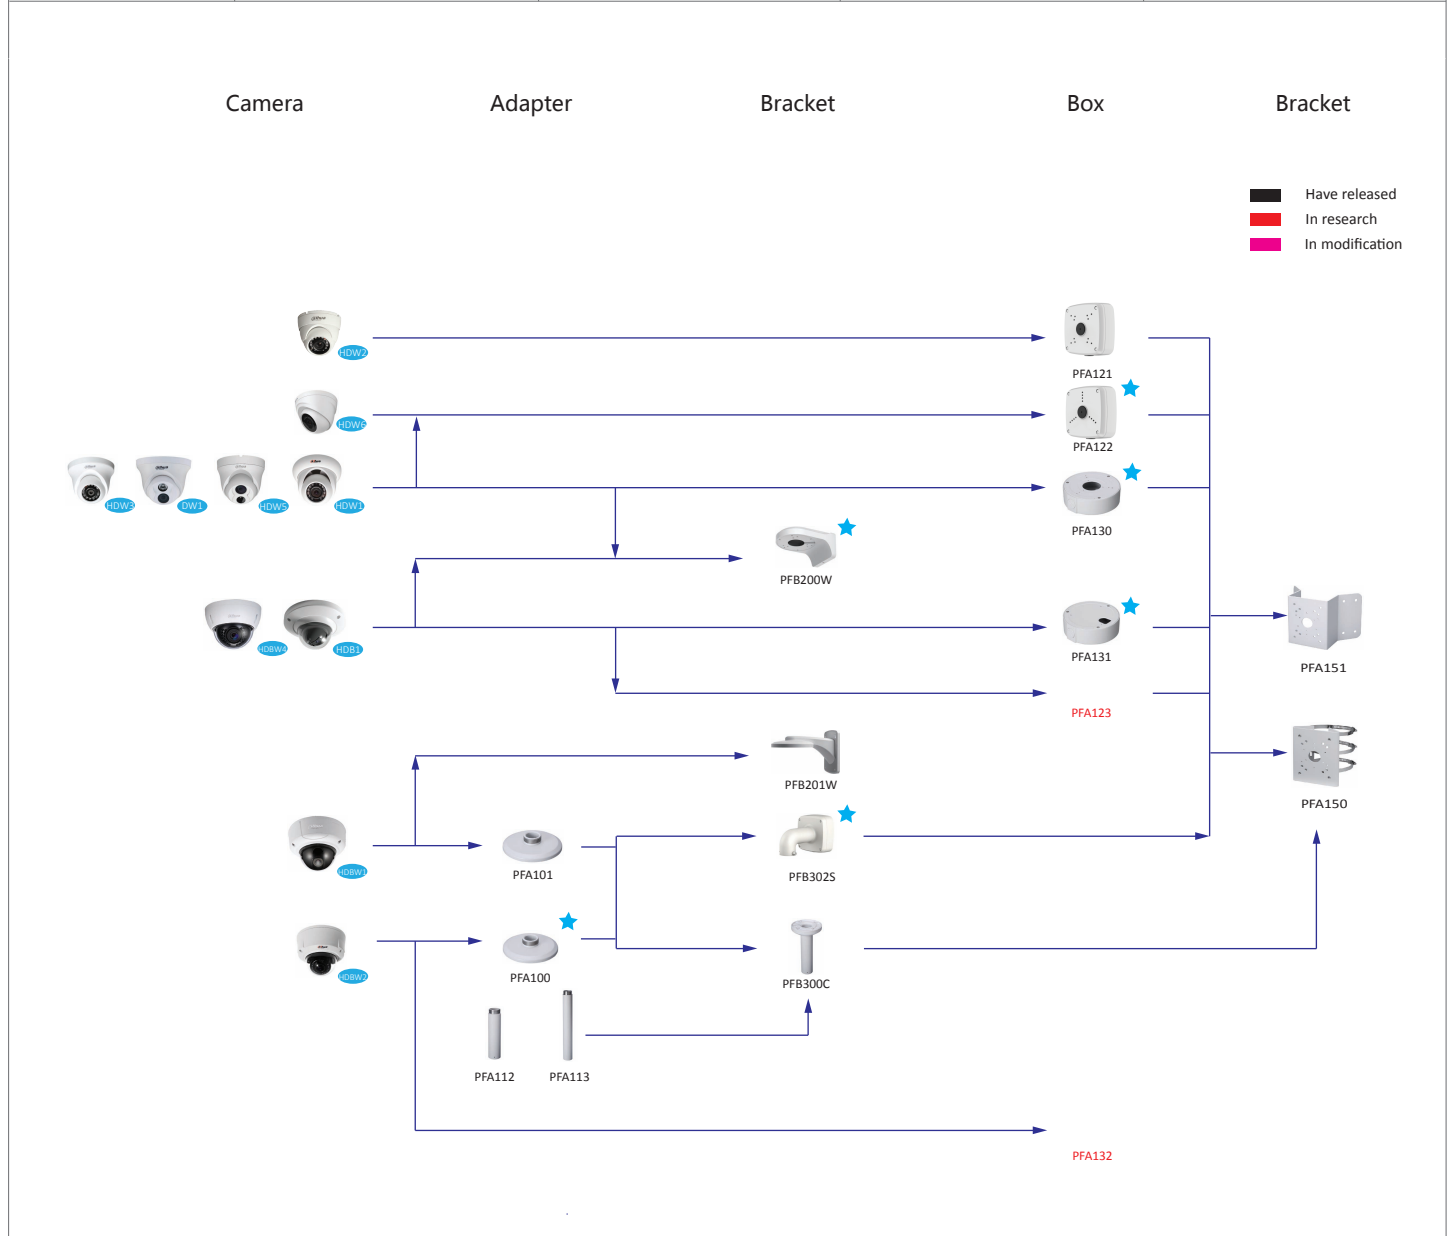 Camera Adapter Bracket Box Bracket
Have released
In research
In modification
HDW2
PFA121
HDW6
PFA122
HDW3 DW1 HDW5 HDW1
PFA130
PFB200W
HDBW4 HDB1
PFA131
PFA151
PFA123
PFB201W
PFA150
HDBW1
PFA101
PFB302S
HDBW2
PFA100
PFB300C
PFA112 PFA113
PFA132